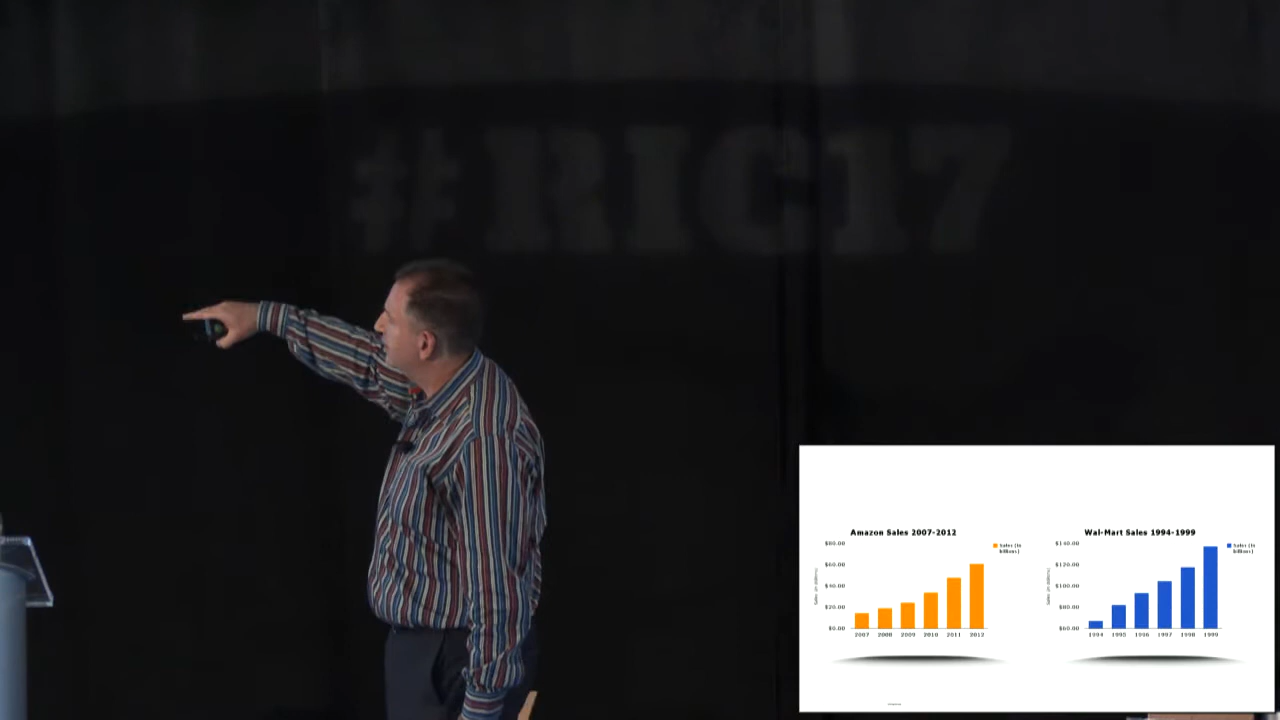 #RIC17
Amazon Sales 2007-2012
$80.00
$60.00
$40.00
$20.00
$0.00
2007 2008 2009 2010 2011 2012
Sales (in
billions)
Wal-Mart Sales 1994-1999
$140.00
$120.00
$100.00
$80.00
$60.00
1994 1995 1996 1997 1998 1999
Sales (in
billions)